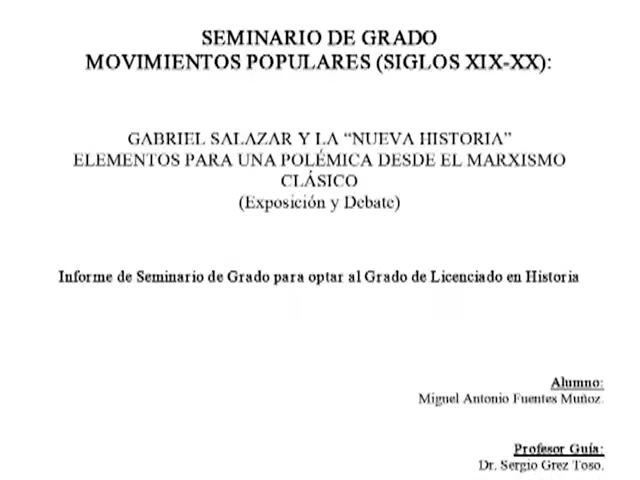 SEMINARIO DE GRADO
MOVIMIENTOS POPULARES (SIGLOS XIX-XX):
GABRIEL SALAZAR Y LA “NUEVA HISTORIA”
ELEMENTOS PARA UNA POLÉMICA DESDE EL MARXISMO
CLÁSICO
(Exposición y Debate)
Informe de Seminario de Grado para optar al Grado de Licenciado en Historia
Alumno:
Miguel Antonio Fuentes Muñoz.
Profesor Guía:
Dr. Sergio Grez Toso.